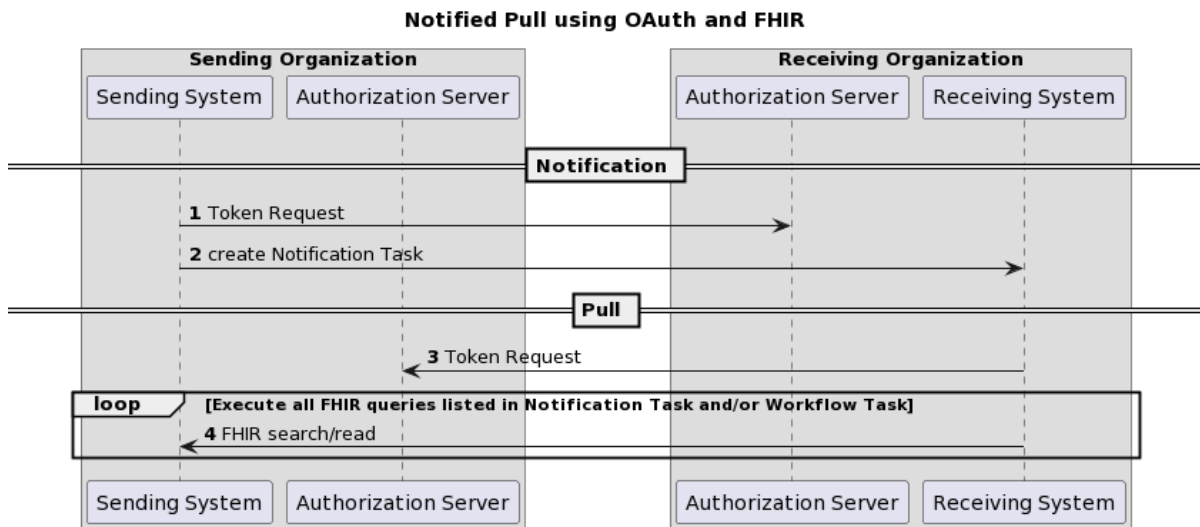 Notified Pull using OAuth and FHIR
Sending Organization
Receiving Organization
Sending System
Authorization Server
Authorization Server
Receiving System
Notification
1 Token Request
2 create Notification Task
Pull
3 Token Request
loop
[Execute all FHIR queries listed in Notification Task and/or Workflow Task]
4 FHIR search/read
Sending System
Authorization Server
Authorization Server
Receiving System